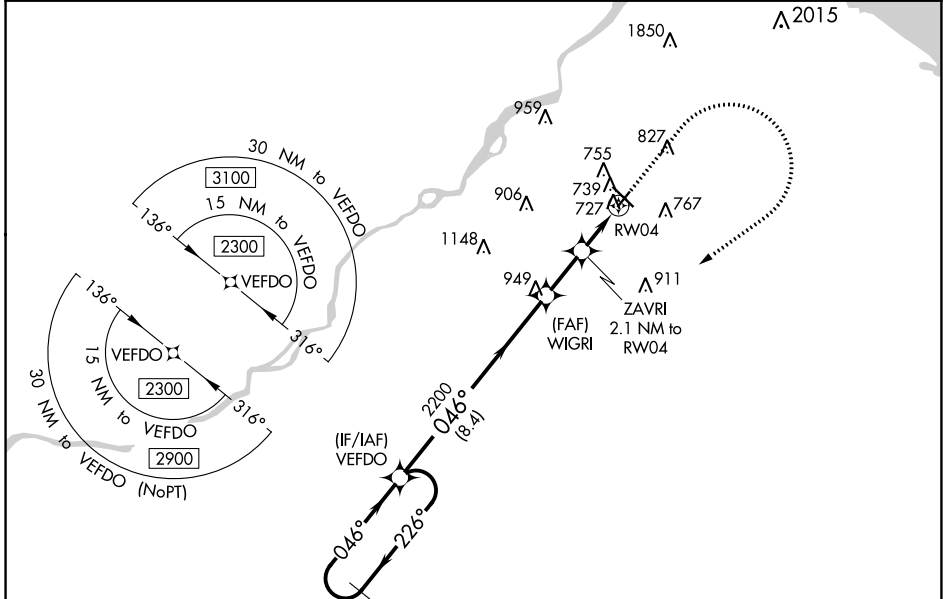 2015
1850
959
827
755
739
727
767
RW04
906
1148
949
911
ZAVRI
2.1 NM to
RW04
(FAF)
WIGRI
30 NM to VEFDO
3100
15 NM to VEFDO
2300
136°
VEFDO
316°
136°
VEFDO
15 NM to VEFDO
2300
316°
30 NM to VEFDO (NoPT)
2900
2200
046°
(8.4)
(IF/IAF)
VEFDO
046°
226°